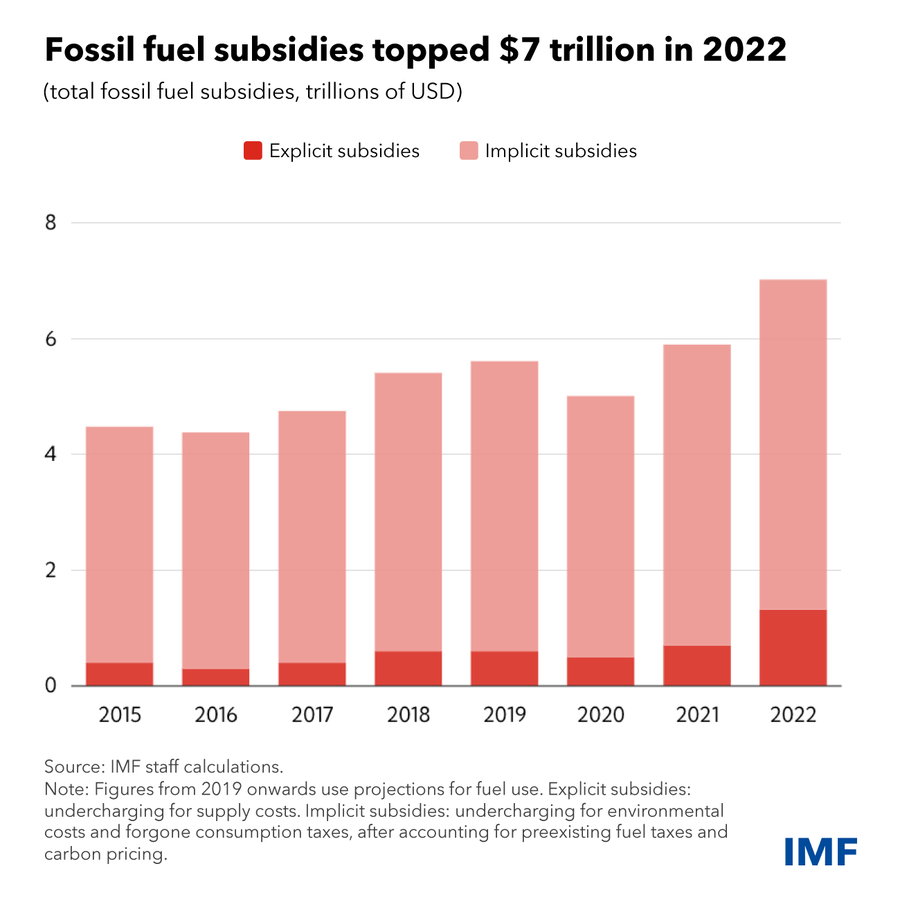 Fossil fuel subsidies topped $7 trillion in 2022
(total fossil fuel subsidies, trillions of USD)
Explicit subsidies Implicit subsidies
8
6
4
2
0
2015 2016 2017 2018 2019 2020 2021 2022
Source: IMF staff calculations.
Note: Figures from 2019 onwards use projections for fuel use. Explicit subsidies:
undercharging for supply costs. Implicit subsidies: undercharging for environmental
costs and forgone consumption taxes, after accounting for preexisting fuel taxes and
carbon pricing.
IMF